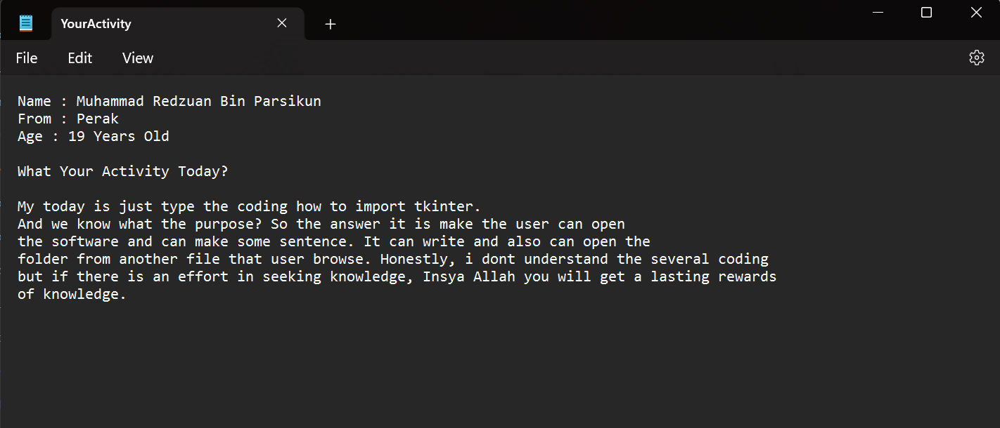 YourActivity
File Edit View
Name : Muhammad Redzuan Bin Parsikun
From : Perak
Age : 19 Years Old
What Your Activity Today?
My today is just type the coding how to import tkinter.
And we know what the purpose? So the answer it is make the user can open
the software and can make some sentence. It can write and also can open the
folder from another file that user browse. Honestly, i dont understand the several coding
but if there is an effort in seeking knowledge, Insya Allah you will get a lasting rewards
of knowledge.